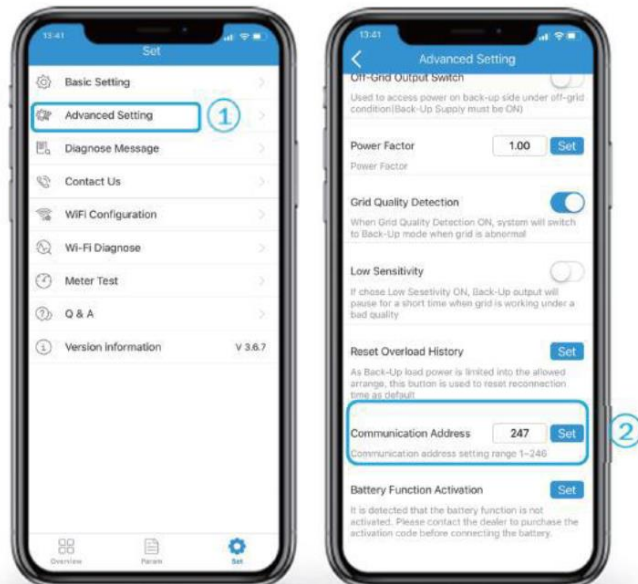 13:41
Set
Basic Setting
Advanced Setting
1
Diagnose Message
Contact Us
WiFi Configuration
Wi-Fi Diagnose
Meter Test
Q & A
Version information V 3.6.7
Overview Param Set
13:41
Advanced Setting
Off-Grid Output Switch
Used to access power on back-up side under off-grid
condition(Back-Up Supply must be ON)
Power Factor 1.00 Set
Power Factor
Grid Quality Detection
When Grid Quality Detection ON, system will switch
to Back-Up mode when grid is abnormal
Low Sensitivity
If chose Low Sesetivity ON, Back-Up output will
pause for a short time when grid is working under a
bad quality
Reset Overload History Set
As Back-Up load power is limited into the allowed
arrange, this button is used to reset reconnection
time as default
Communication Address 247 Set
2
Communication address setting range 1~246
Battery Function Activation Set
It is detected that the battery function is not
activated. Please contact the dealer to purchase the
activation code before connecting the battery.